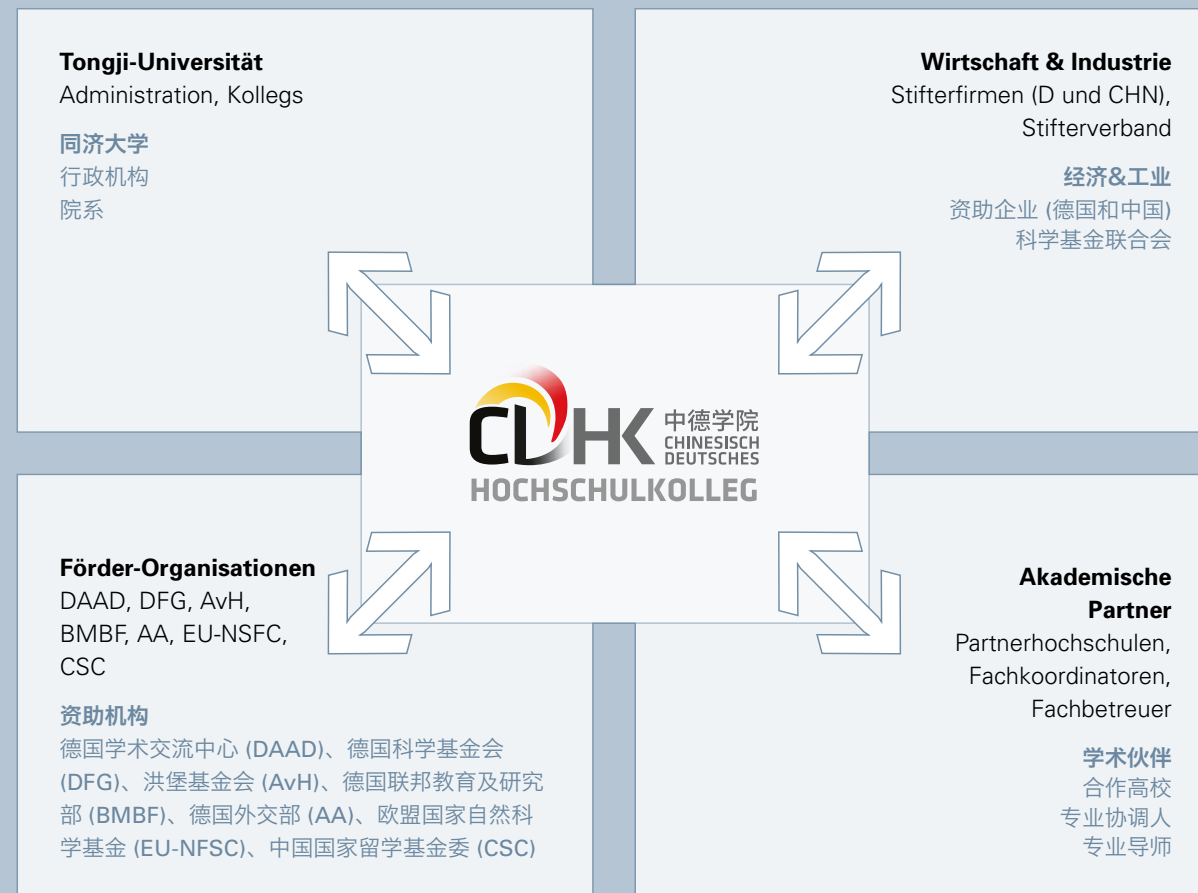 Tongji-Universität
Administration, Kollegs
同济大学
行政机构
院系
Wirtschaft & Industrie
Stifterfirmen (D und CHN),
Stifterverband
经济&工业
资助企业 (德国和中国)
科学基金联合会
CDHK 中德学院
CHINESISCH
DEUTSCHES
HOCHSCHULKOLLEG
Förder-Organisationen
DAAD, DFG, AvH,
BMBF, AA, EU-NSFC,
CSC
资助机构
德国学术交流中心 (DAAD)、德国科学基金会
(DFG)、洪堡基金会 (AvH)、德国联邦教育及研究
部 (BMBF)、德国外交部 (AA)、欧盟国家自然科
学基金 (EU-NFSC)、中国国家留学基金委 (CSC)
Akademische
Partner
Partnerhochschulen,
Fachkoordinatoren,
Fachbetreuer
学术伙伴
合作高校
专业协调人
专业导师